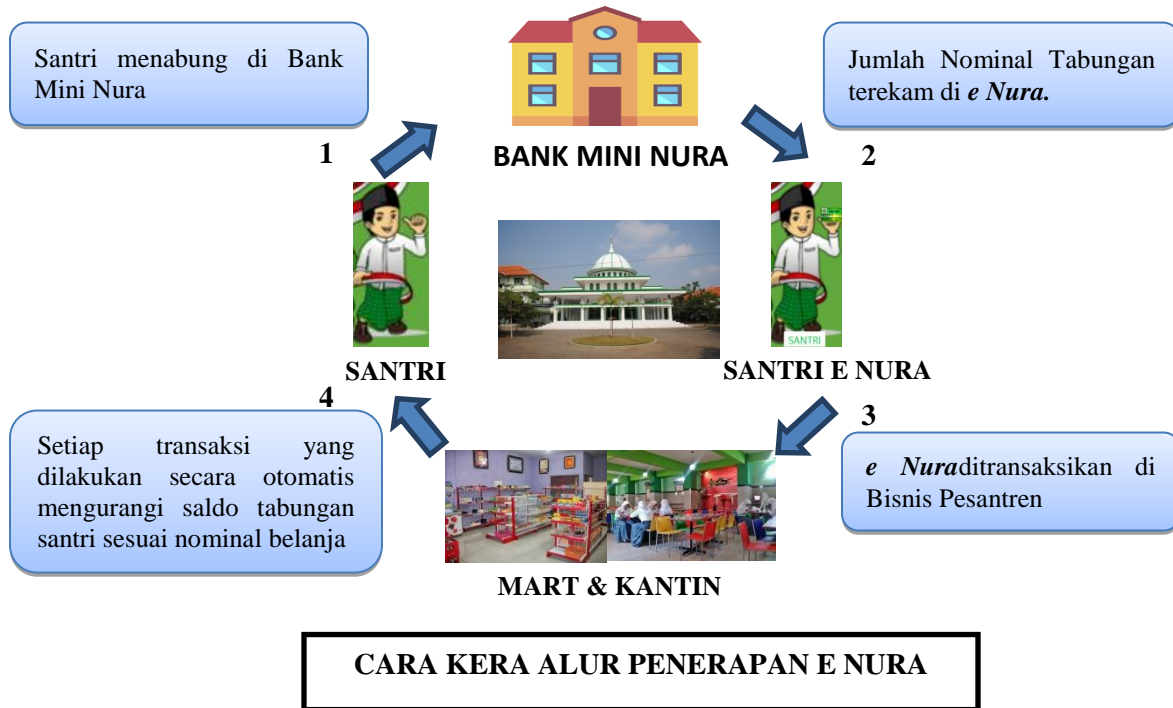 Santri menabung di Bank
Mini Nura
Jumlah Nominal Tabungan
terekam di e Nura.
1
BANK MINI NURA
2
SANTRI
SANTRI
SANTRI E NURA
4
3
Setiap transaksi yang
dilakukan secara otomatis
mengurangi saldo tabungan
santri sesuai nominal belanja
e Nuraditransaksikan di
Bisnis Pesantren
MART & KANTIN
CARA KERA ALUR PENERAPAN E NURA